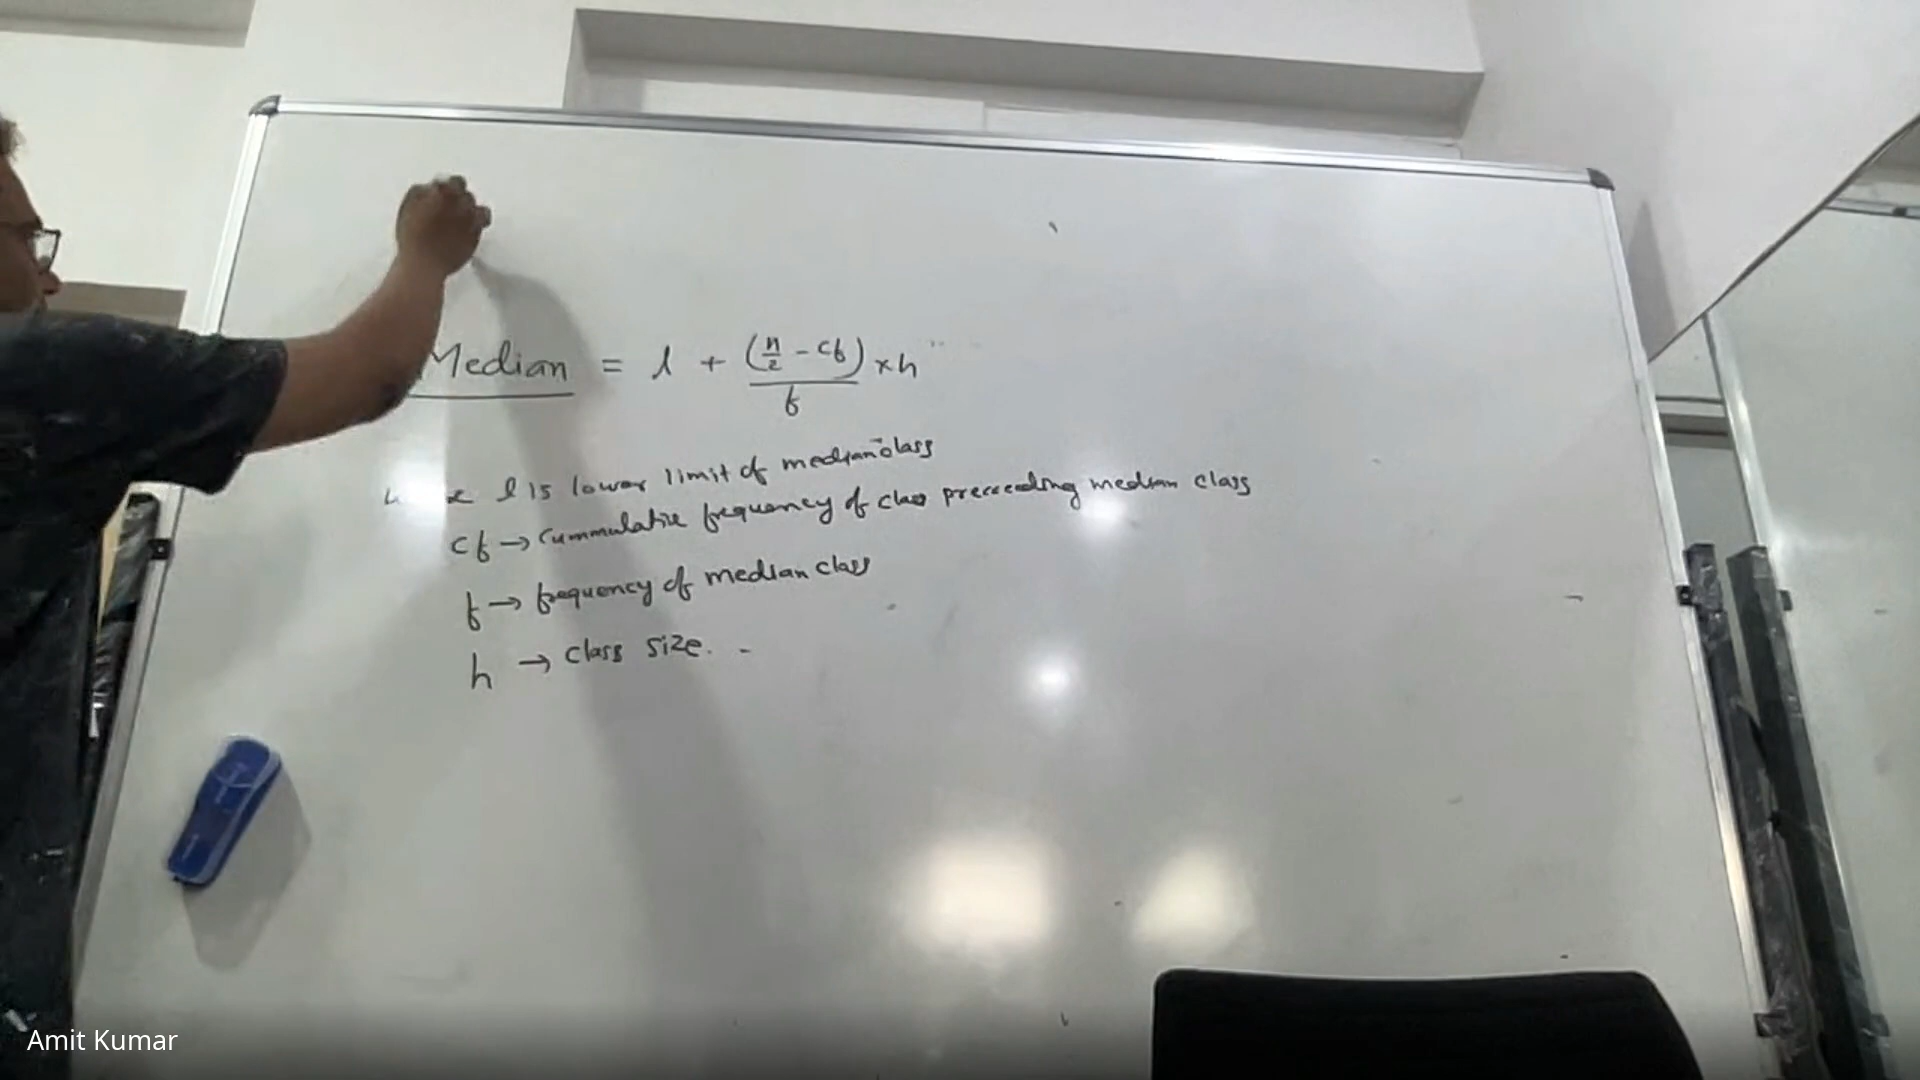 Median = l + (n/2 - cf)/f × h
l is lower limit of median class
cf → cummulative frequency of class preceeding median class
f → frequency of median class
h → class size.
Amit Kumar